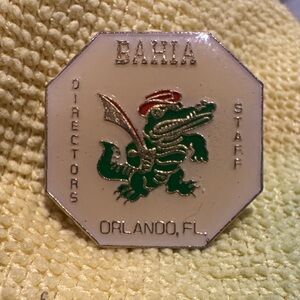 BAHIA
DIRECTORS
STAFF
ORLANDO, FL.